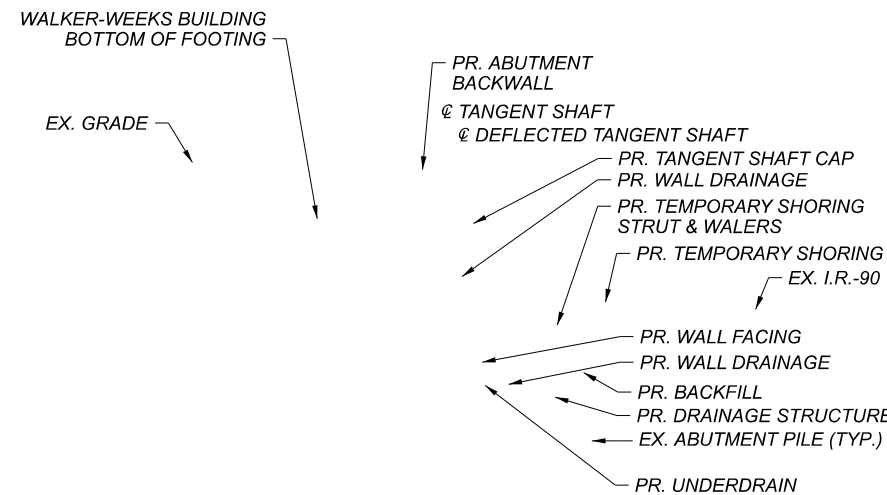 WALKER-WEEKS BUILDING
BOTTOM OF FOOTING
PR. ABUTMENT
BACKWALL
EX. GRADE
℄ TANGENT SHAFT
℄ DEFLECTED TANGENT SHAFT
PR. TANGENT SHAFT CAP
PR. WALL DRAINAGE
PR. TEMPORARY SHORING
STRUT & WALERS
PR. TEMPORARY SHORING
EX. I.R.-90
PR. WALL FACING
PR. WALL DRAINAGE
PR. BACKFILL
PR. DRAINAGE STRUCTURE
EX. ABUTMENT PILE (TYP.)
PR. UNDERDRAIN